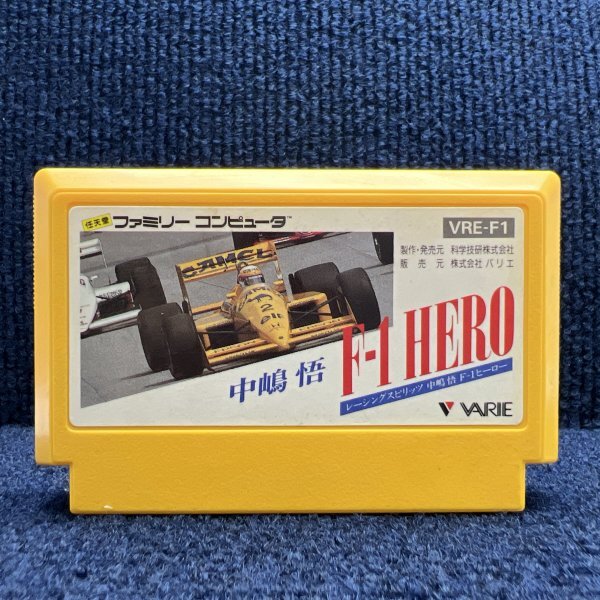 任天堂 ファミリー コンピュータ™
VRE-F1
製作・発売元 科学技研株式会社
販売元 株式会社バリエ
CAMEL
2
中嶋 悟
F-1 HERO
レーシングスピリッツ 中嶋 悟 F-1ヒーロー
VARIE